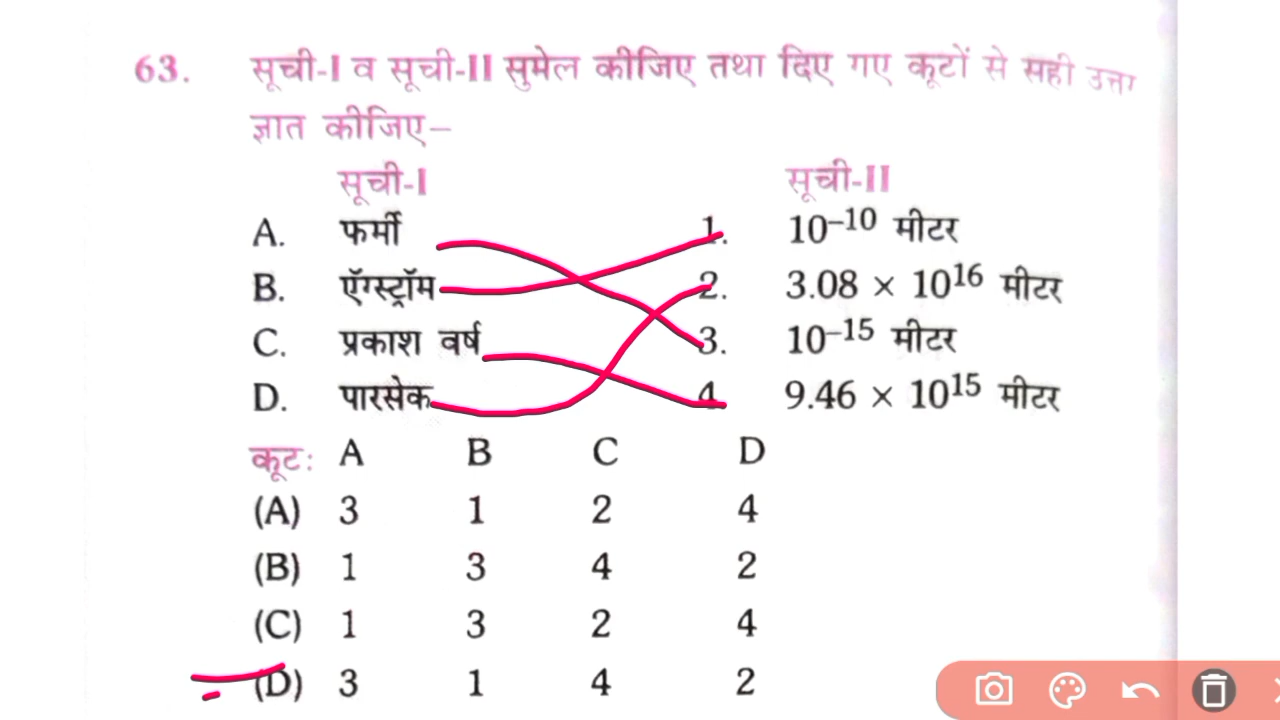 63. सूची-I व सूची-II सुमेल कीजिए तथा दिए गए कूटों से सही उत्त
ज्ञात कीजिए–
सूची-I सूची-II
A. फर्मी 1. 10⁻¹⁰ मीटर
B. ऍंग्स्ट्रॉम 2. 3.08 × 10¹⁶ मीटर
C. प्रकाश वर्ष 3. 10⁻¹⁵ मीटर
D. पारसेक 4. 9.46 × 10¹⁵ मीटर
कूट: A B C D
(A) 3 1 2 4
(B) 1 3 4 2
(C) 1 3 2 4
(D) 3 1 4 2